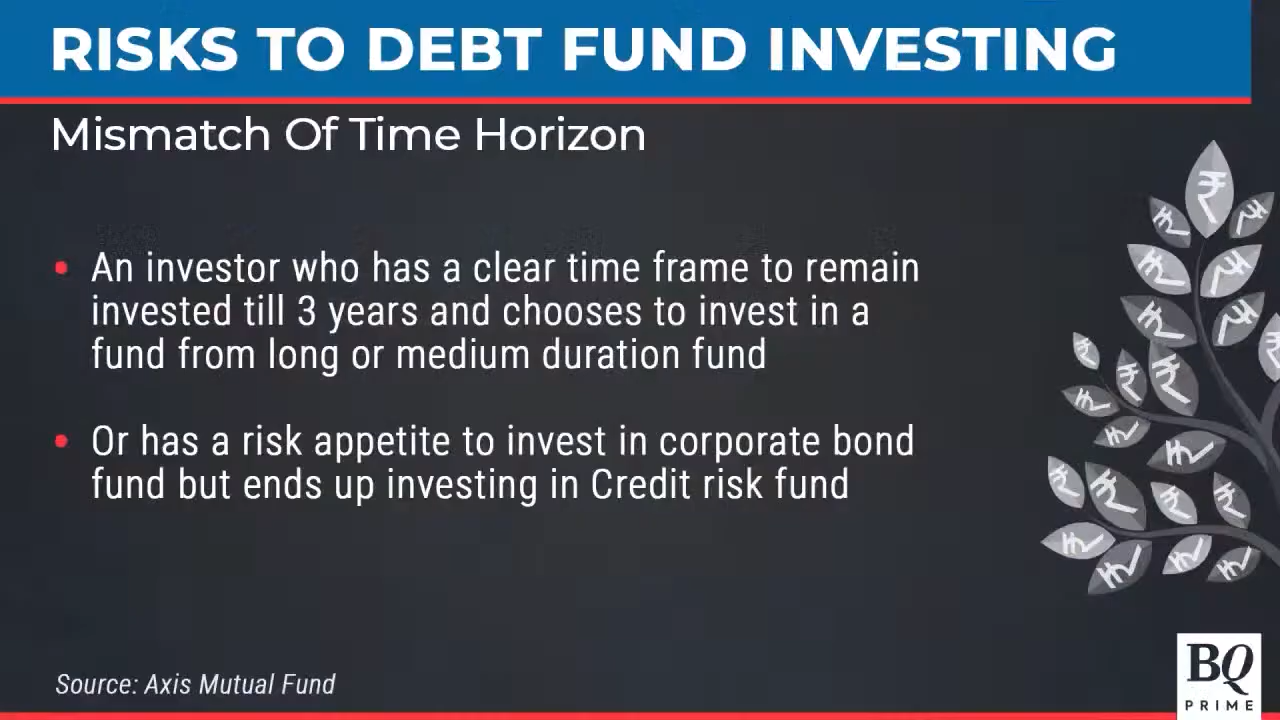 RISKS TO DEBT FUND INVESTING
Mismatch Of Time Horizon
• An investor who has a clear time frame to remain
invested till 3 years and chooses to invest in a
fund from long or medium duration fund
• Or has a risk appetite to invest in corporate bond
fund but ends up investing in Credit risk fund
Source: Axis Mutual Fund
BQ
PRIME